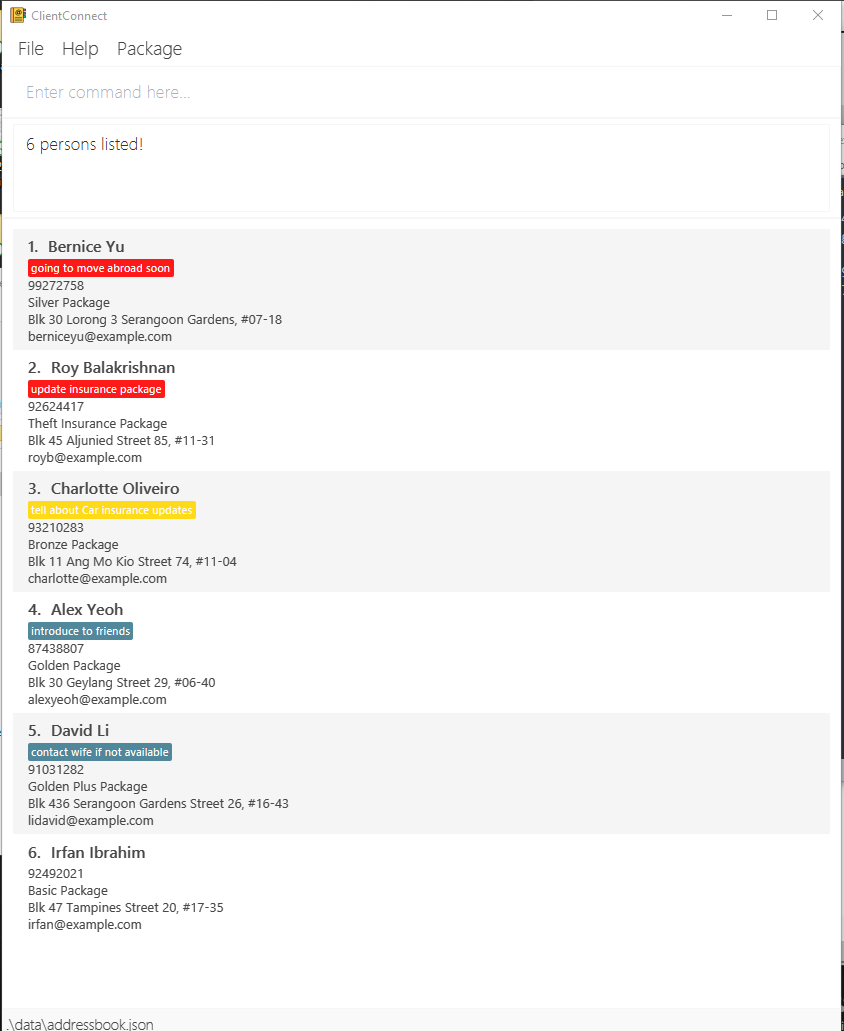 ClientConnect
File Help Package
Enter command here...
6 persons listed!
1. Bernice Yu
going to move abroad soon
99272758
Silver Package
Blk 30 Lorong 3 Serangoon Gardens, #07-18
berniceyu@example.com
2. Roy Balakrishnan
update insurance package
92624417
Theft Insurance Package
Blk 45 Aljunied Street 85, #11-31
royb@example.com
3. Charlotte Oliveiro
tell about Car insurance updates
93210283
Bronze Package
Blk 11 Ang Mo Kio Street 74, #11-04
charlotte@example.com
4. Alex Yeoh
introduce to friends
87438807
Golden Package
Blk 30 Geylang Street 29, #06-40
alexyeoh@example.com
5. David Li
contact wife if not available
91031282
Golden Plus Package
Blk 436 Serangoon Gardens Street 26, #16-43
lidavid@example.com
6. Irfan Ibrahim
92492021
Basic Package
Blk 47 Tampines Street 20, #17-35
irfan@example.com
.\data\addressbook.json